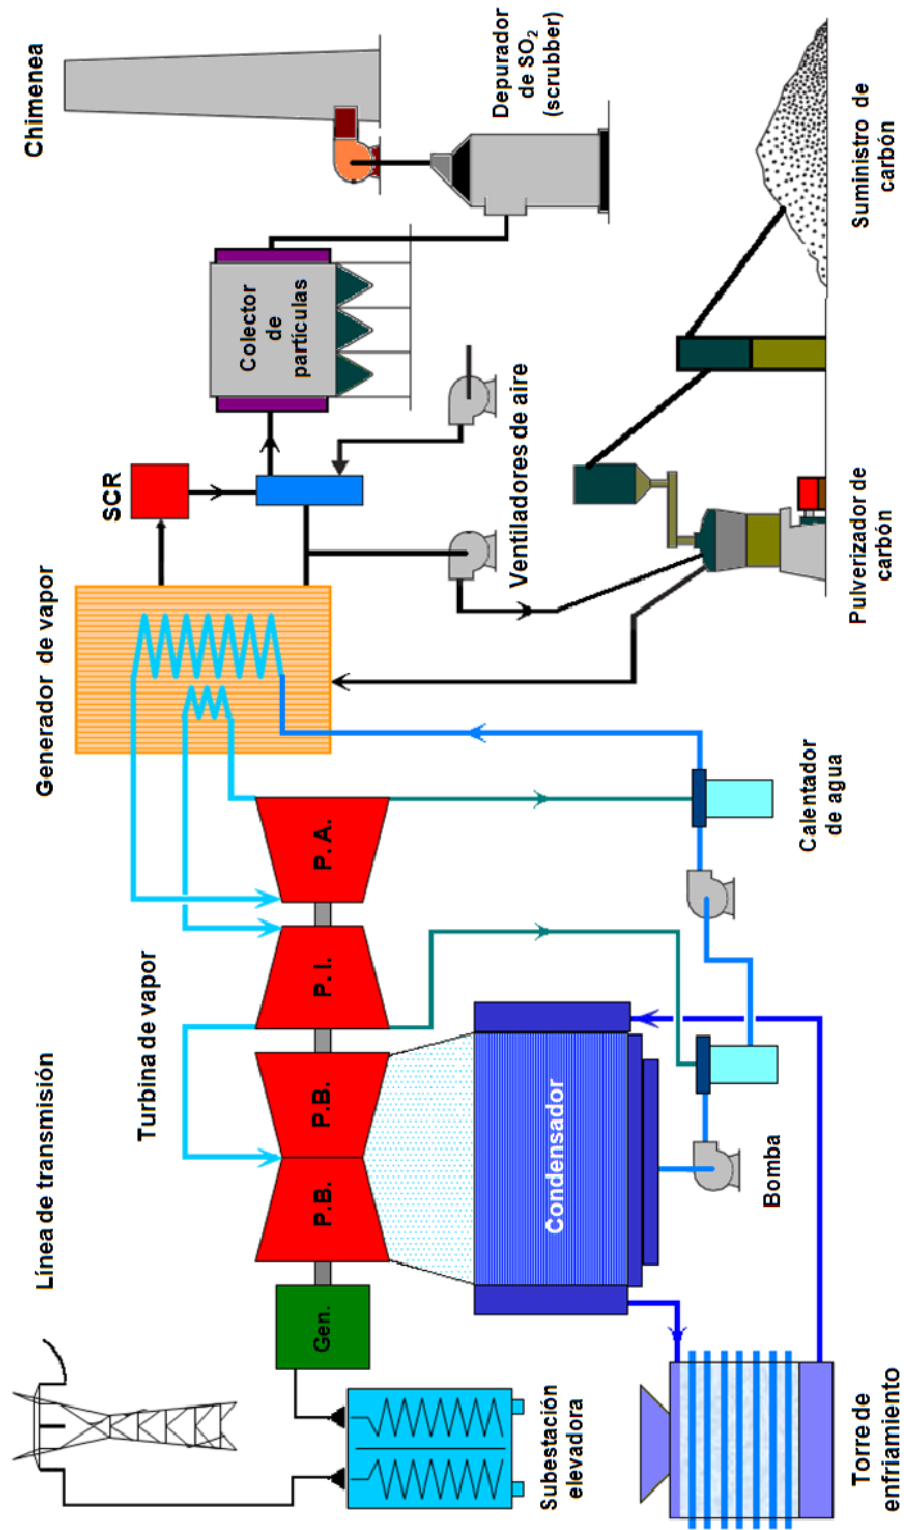 Línea de transmisión
Generador de vapor
Chimenea
SCR
Turbina de vapor
Colector
de
partículas
Depurador
de SO2
(scrubber)
Gen.
P.B.
P.B.
P. I.
P. A.
Ventiladores de aire
Condensador
Subestación
elevadora
Bomba
Calentador
de agua
Torre de
enfriamiento
Pulverizador de
carbón
Suministro de
carbón